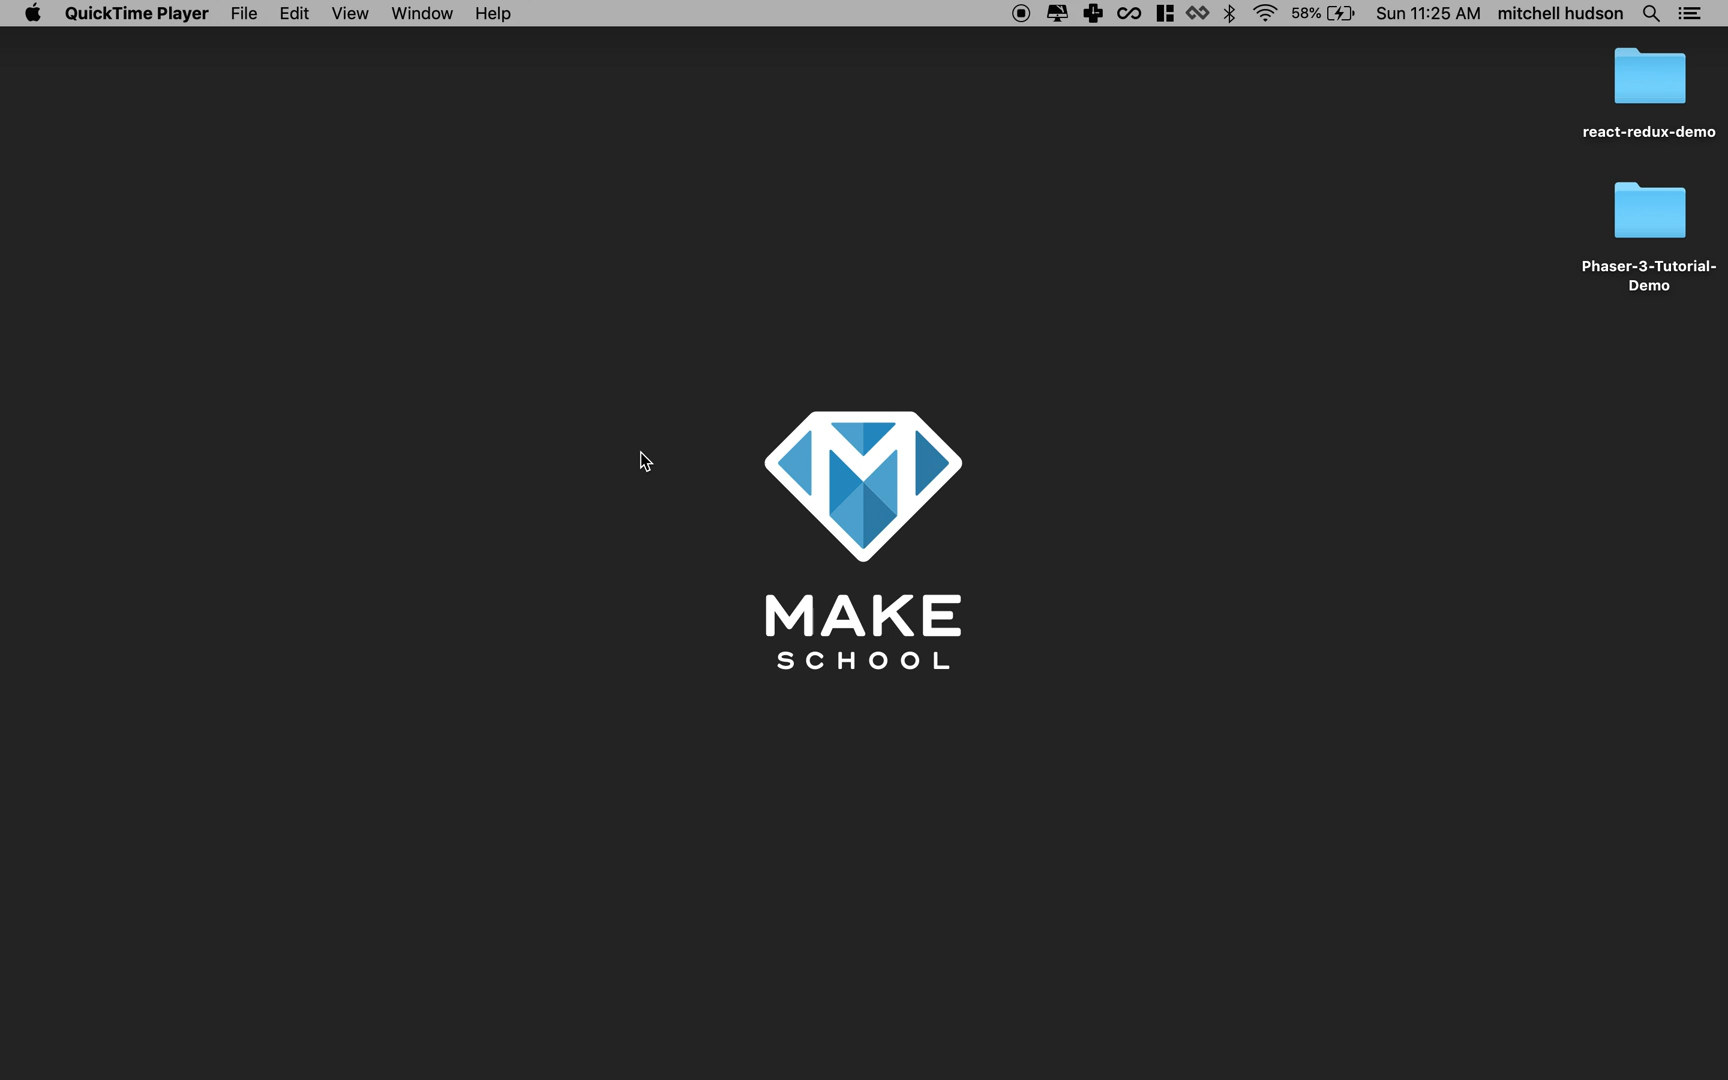 QuickTime Player File Edit View Window Help 58% Sun 11:25 AM mitchell hudson
react-redux-demo
Phaser-3-Tutorial-
Demo
MAKE
SCHOOL